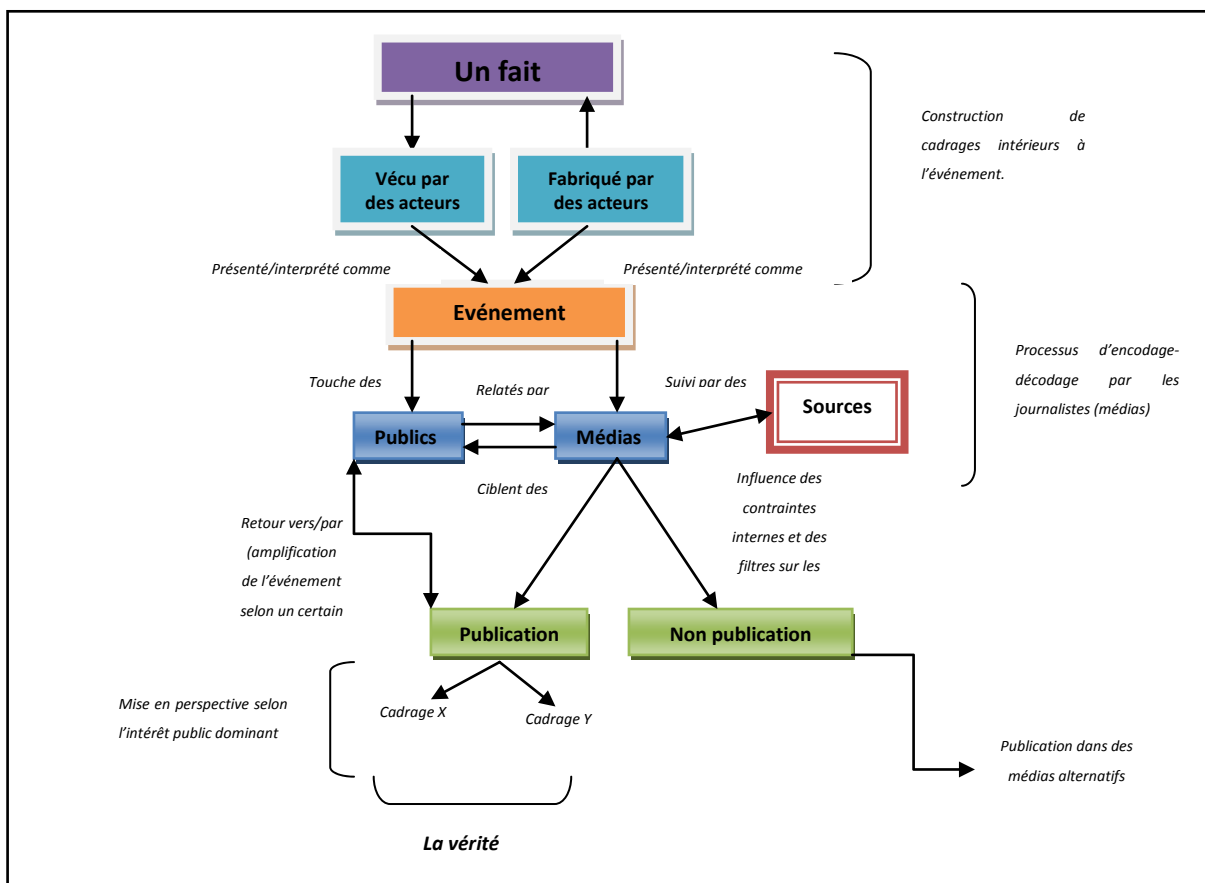 Un fait
Construction de
cadrages intérieurs à
l'événement.
Vécu par
des acteurs
Fabriqué par
des acteurs
Présenté/interprété comme
Présenté/interprété comme
Evénement
Processus d'encodage-
décodage par les
journalistes (médias)
Touche des
Relatés par
Suivi par des
Sources
Publics
Médias
Ciblent des
Influence des
contraintes
internes et des
filtres sur les
Retour vers/par
(amplification
de l'événement
selon un certain
Publication
Non publication
Mise en perspective selon
l'intérêt public dominant
Cadrage X
Cadrage Y
Publication dans des
médias alternatifs
La vérité